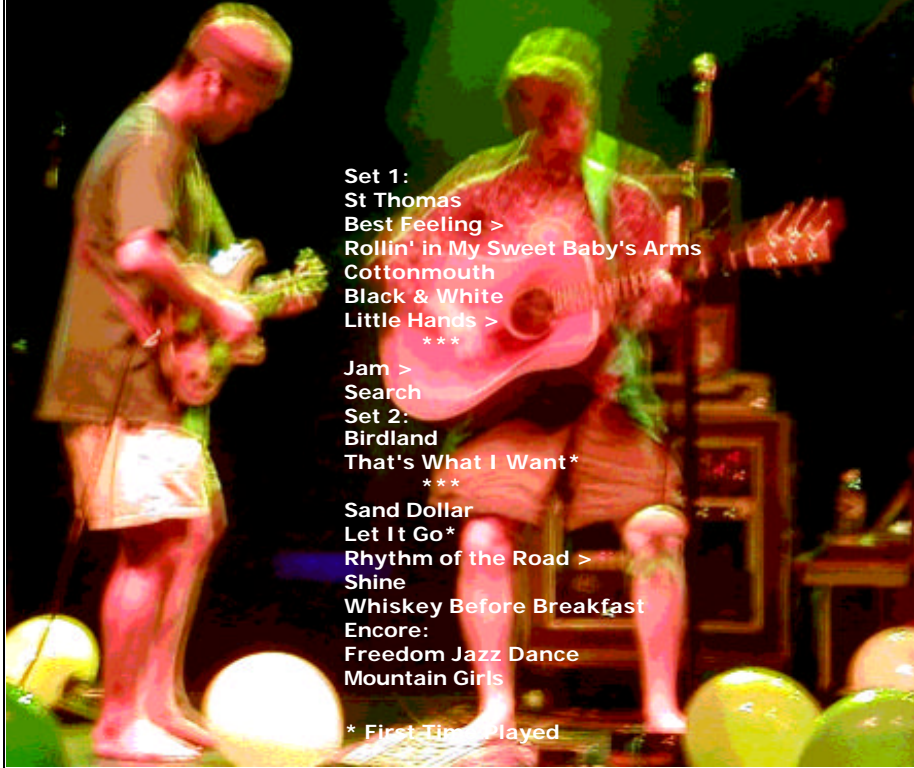 Set 1:
St Thomas
Best Feeling >
Rollin' in My Sweet Baby's Arms
Cottonmouth
Black & White
Little Hands >
***
Jam >
Search
Set 2:
Birdland
That's What I Want*
***
Sand Dollar
Let It Go*
Rhythm of the Road >
Shine
Whiskey Before Breakfast
Encore:
Freedom Jazz Dance
Mountain Girls
* First Time Played